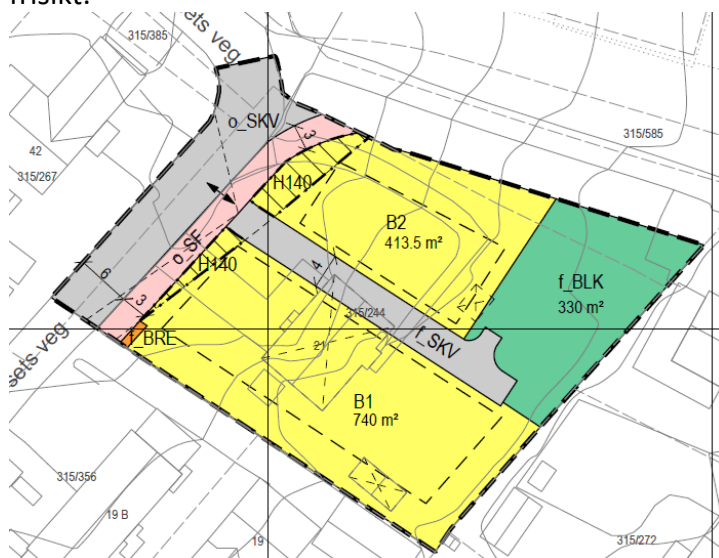 sets veg
315/385
o_SKV
3
315/585
42
315/267
H140
B2
413.5 m²
o_SF
f_BLK
330 m²
H140
4
6
3
315/244
f_SKV
f_BRE
21
sets veg
B1
740 m²
315/356
19 B
19
315/272